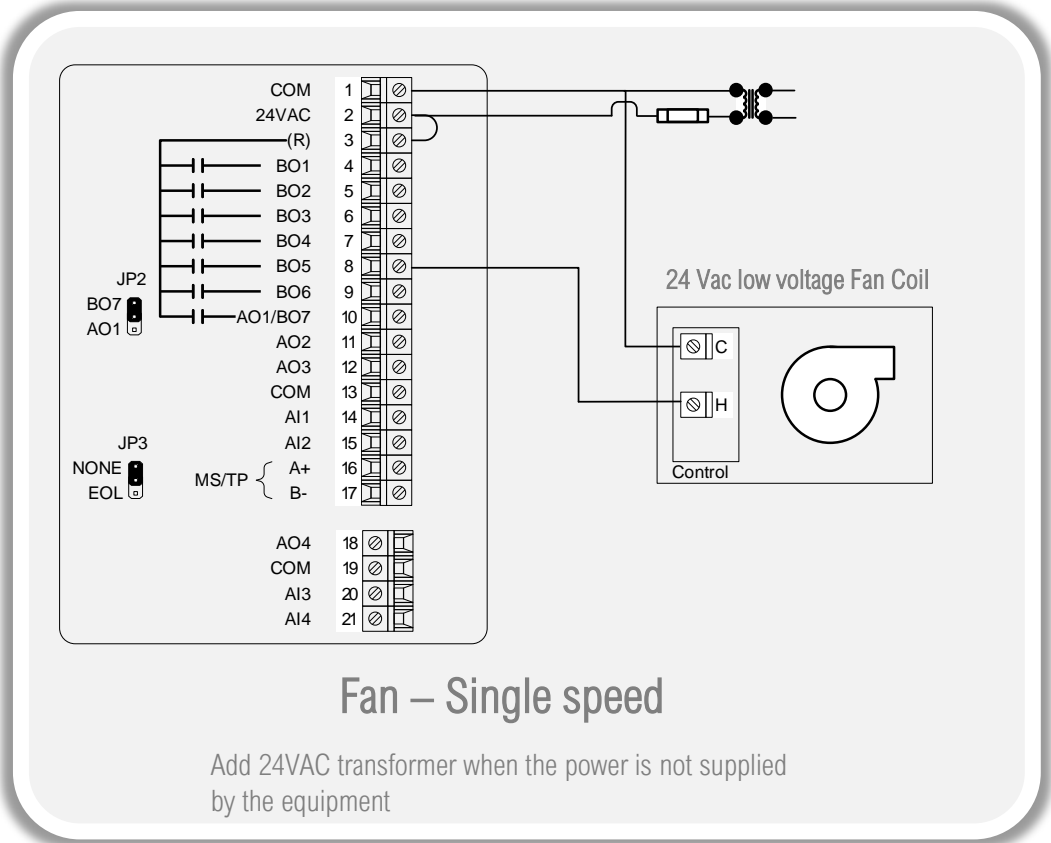 COM 1
24VAC 2
(R) 3
BO1 4
BO2 5
BO3 6
BO4 7
BO5 8
BO6 9
AO1/BO7 10
AO2 11
AO3 12
COM 13
AI1 14
AI2 15
A+ 16
B- 17
MS/TP
AO4 18
COM 19
AI3 20
AI4 21
JP2
BO7
AO1
JP3
NONE
EOL
24 Vac low voltage Fan Coil
C
H
Control
Fan – Single speed
Add 24VAC transformer when the power is not supplied
by the equipment